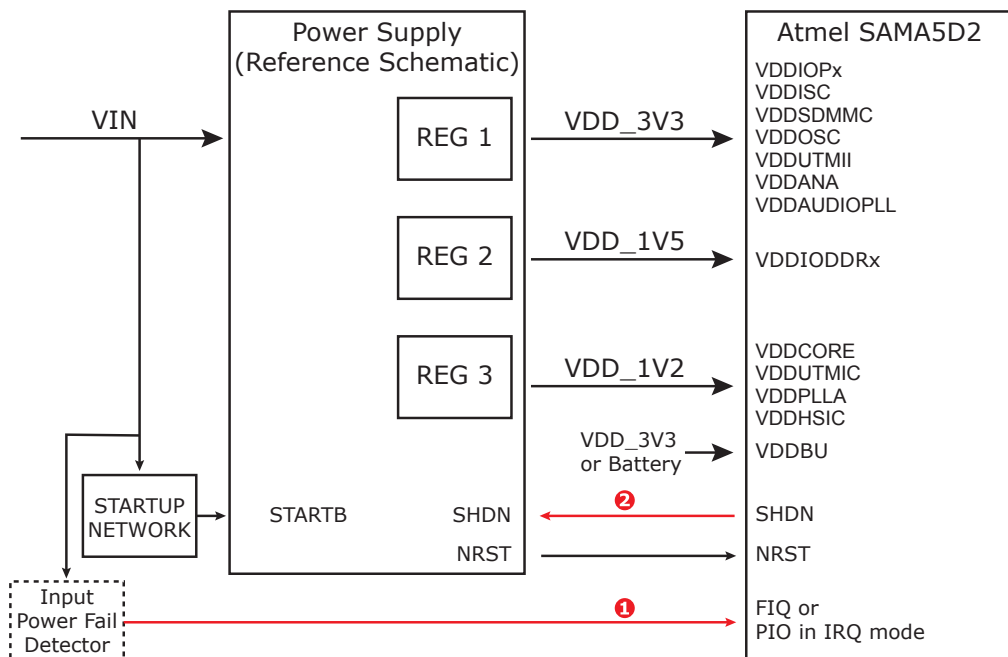 Power Supply
(Reference Schematic)
Atmel SAMA5D2
VIN
REG 1
VDD_3V3
VDDIOPx
VDDISC
VDDSDMMC
VDDOSC
VDDUTMII
VDDANA
VDDAUDIOPLL
REG 2
VDD_1V5
VDDIODDRx
REG 3
VDD_1V2
VDDCORE
VDDUTMIC
VDDPLLA
VDDHSIC
VDD_3V3
or Battery
VDDBU
STARTUP
NETWORK
STARTB
SHDN
2
SHDN
NRST
NRST
Input
Power Fail
Detector
1
FIQ or
PIO in IRQ mode